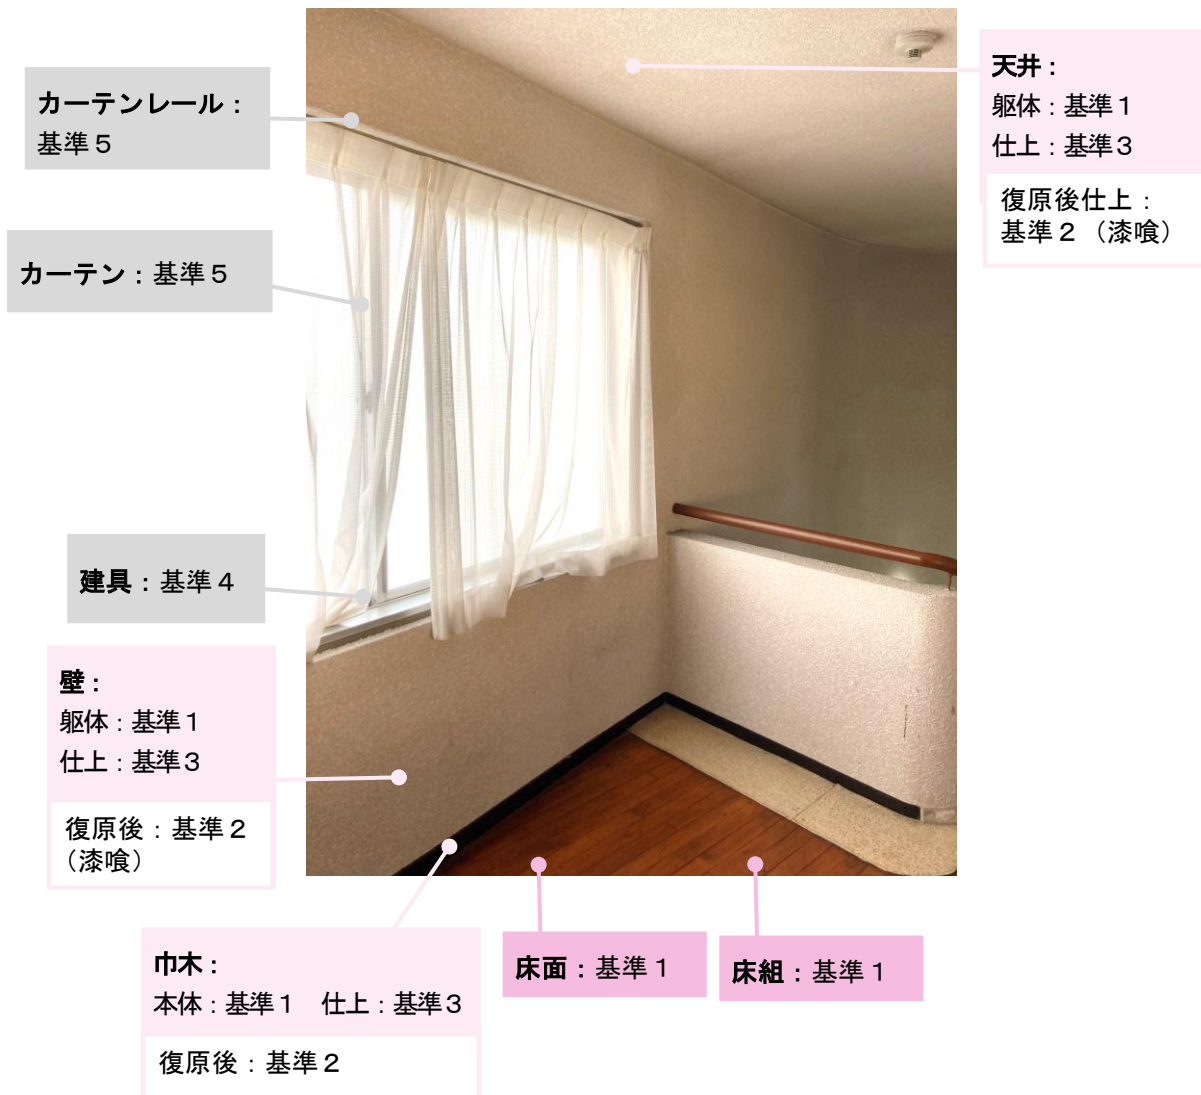 カーテンレール：
基準５
天井：
躯体：基準１
仕上：基準３
復原後仕上：
基準２（漆喰）
カーテン：基準５
建具：基準４
壁：
躯体：基準１
仕上：基準３
復原後：基準２
（漆喰）
巾木：
本体：基準１　仕上：基準３
復原後：基準２
床面：基準１
床組：基準１